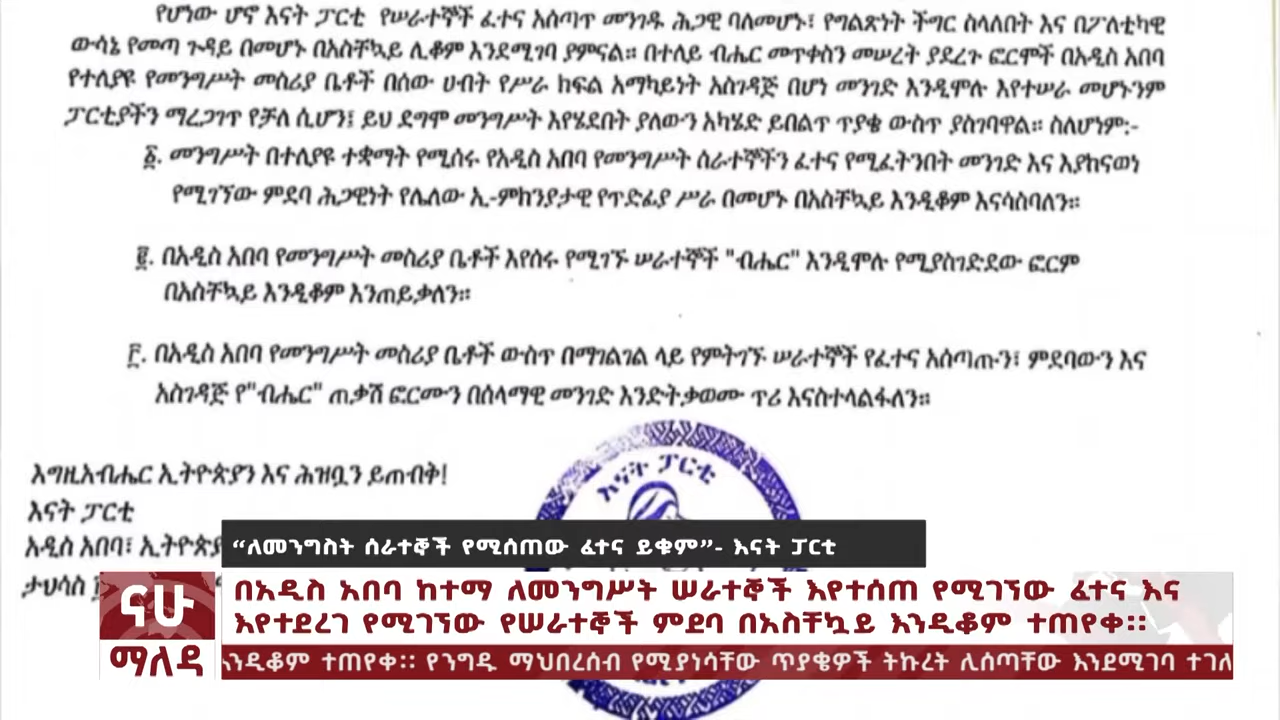 የሆነው ሆኖ እናት ፓርቲ የሠራተኞች ፈተና አሰጣጥ መንገዱ ሕጋዊ ባለመሆኑ፣ የግልጽነት ችግር ስላለበት እና በፖለቲካዊ
ውሳኔ የመጣ ጉዳይ በመሆኑ በአስቸኳይ ሊቆም እንደሚገባ ያምናል። በተለይ ብሔር መጥቀስን መሠረት ያደረጉ ፎርሞች በአዲስ አበባ
የተለያዩ የመንግሥት መስሪያ ቤቶች በሰው ሀብት የሥራ ክፍል አማካይነት አስገዳጅ በሆነ መንገድ እንዲሞሉ እየተሠራ መሆኑንም
ፓርቲያችን ማረጋገጥ የቻለ ሲሆን፤ ይህ ደግሞ መንግሥት እየሄደበት ያለውን አካሄድ ይበልጥ ጥያቄ ውስጥ ያስገባዋል። ስለሆነም:-
፩. መንግሥት በተለያዩ ተቋማት የሚሰሩ የአዲስ አበባ የመንግሥት ሰራተኞችን ፈተና የሚፈትንበት መንገድ እና እያከናወነ
የሚገኘው ምደባ ሕጋዊነት የሌለው ኢ-ምክንያታዊ የጥድፊያ ሥራ በመሆኑ በአስቸኳይ እንዲቆም እናሳስባለን።
፪. በአዲስ አበባ የመንግሥት መስሪያ ቤቶች እየሰሩ የሚገኙ ሠራተኞች "ብሔር" እንዲሞሉ የሚያስገድደው ፎርም
በአስቸኳይ እንዲቆም እንጠይቃለን።
፫. በአዲስ አበባ የመንግሥት መስሪያ ቤቶች ውስጥ በማገልገል ላይ የምትገኙ ሠራተኞች የፈተና አሰጣጡን፣ ምደባውን እና
አስገዳጅ የ"ብሔር" ጠቃሽ ፎርሙን በሰላማዊ መንገድ እንድትቃወሙ ጥሪ እናስተላልፋለን።
እግዚአብሔር ኢትዮጵያን እና ሕዝቧን ይጠብቅ!
እናት ፓርቲ
እናት ፓርቲ
አዲስ አበባ፣ ኢትዮጵያ
ታህሳስ
“ለመንግስት ሰራተኞች የሚሰጠው ፈተና ይቁም”- እናት ፓርቲ
ናሁ
ማለዳ
በአዲስ አበባ ከተማ ለመንግሥት ሠራተኞች እየተሰጠ የሚገኘው ፈተና እና
እየተደረገ የሚገኘው የሠራተኞች ምደባ በአስቸኳይ እንዲቆም ተጠየቀ።
እንዲቆም ተጠየቀ። የንግዱ ማህበረሰብ የሚያነሳቸው ጥያቄዎች ትኩረት ሊሰጣቸው እንደሚገባ ተገለ